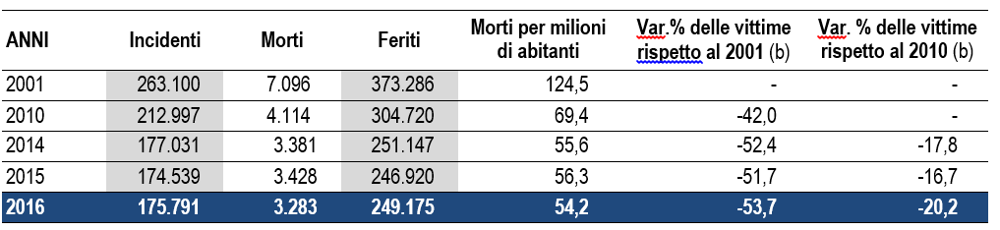 ANNI Incidenti Morti Feriti Morti per milioni di abitanti Var.% delle vittime rispetto al 2001 (b) Var. % delle vittime rispetto al 2010 (b)
2001 263.100 7.096 373.286 124,5 - -
2010 212.997 4.114 304.720 69,4 -42,0 -
2014 177.031 3.381 251.147 55,6 -52,4 -17,8
2015 174.539 3.428 246.920 56,3 -51,7 -16,7
2016 175.791 3.283 249.175 54,2 -53,7 -20,2